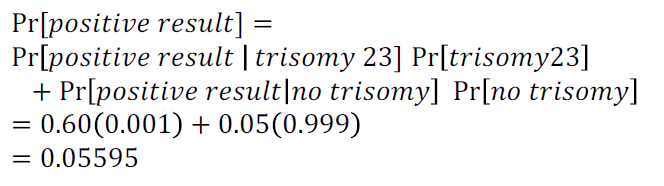 Pr[positive result] =
Pr[positive result | trisomy 23] Pr[trisomy23]
+ Pr[positive result|no trisomy] Pr[no trisomy]
= 0.60(0.001) + 0.05(0.999)
= 0.05595